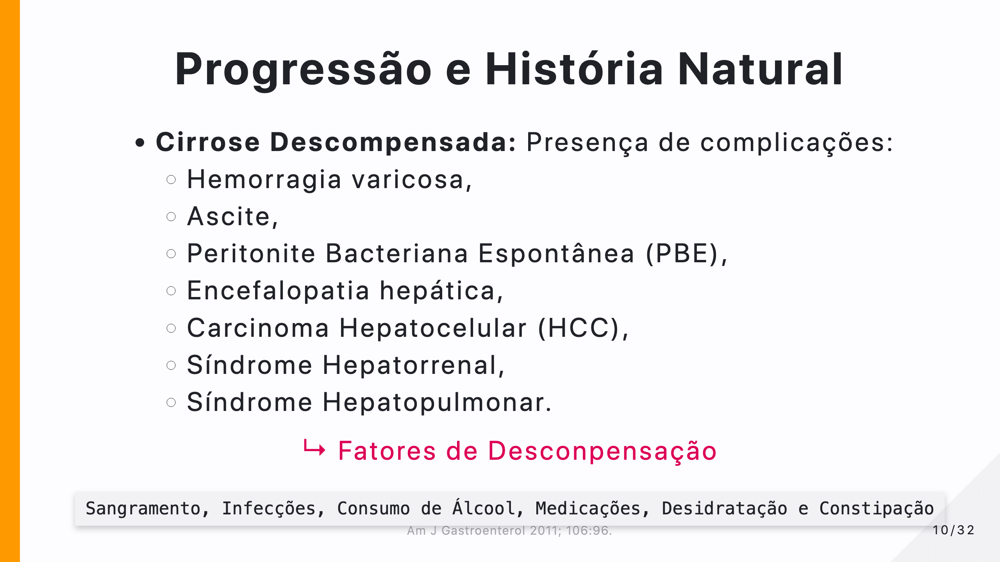 Progressão e História Natural
• Cirrose Descompensada: Presença de complicações:
○ Hemorragia varicosa,
○ Ascite,
○ Peritonite Bacteriana Espontânea (PBE),
○ Encefalopatia hepática,
○ Carcinoma Hepatocelular (HCC),
○ Síndrome Hepatorrenal,
○ Síndrome Hepatopulmonar.
↳ Fatores de Desconpensação
Sangramento, Infecções, Consumo de Álcool, Medicações, Desidratação e Constipação
Am J Gastroenterol 2011; 106:96.
10/32